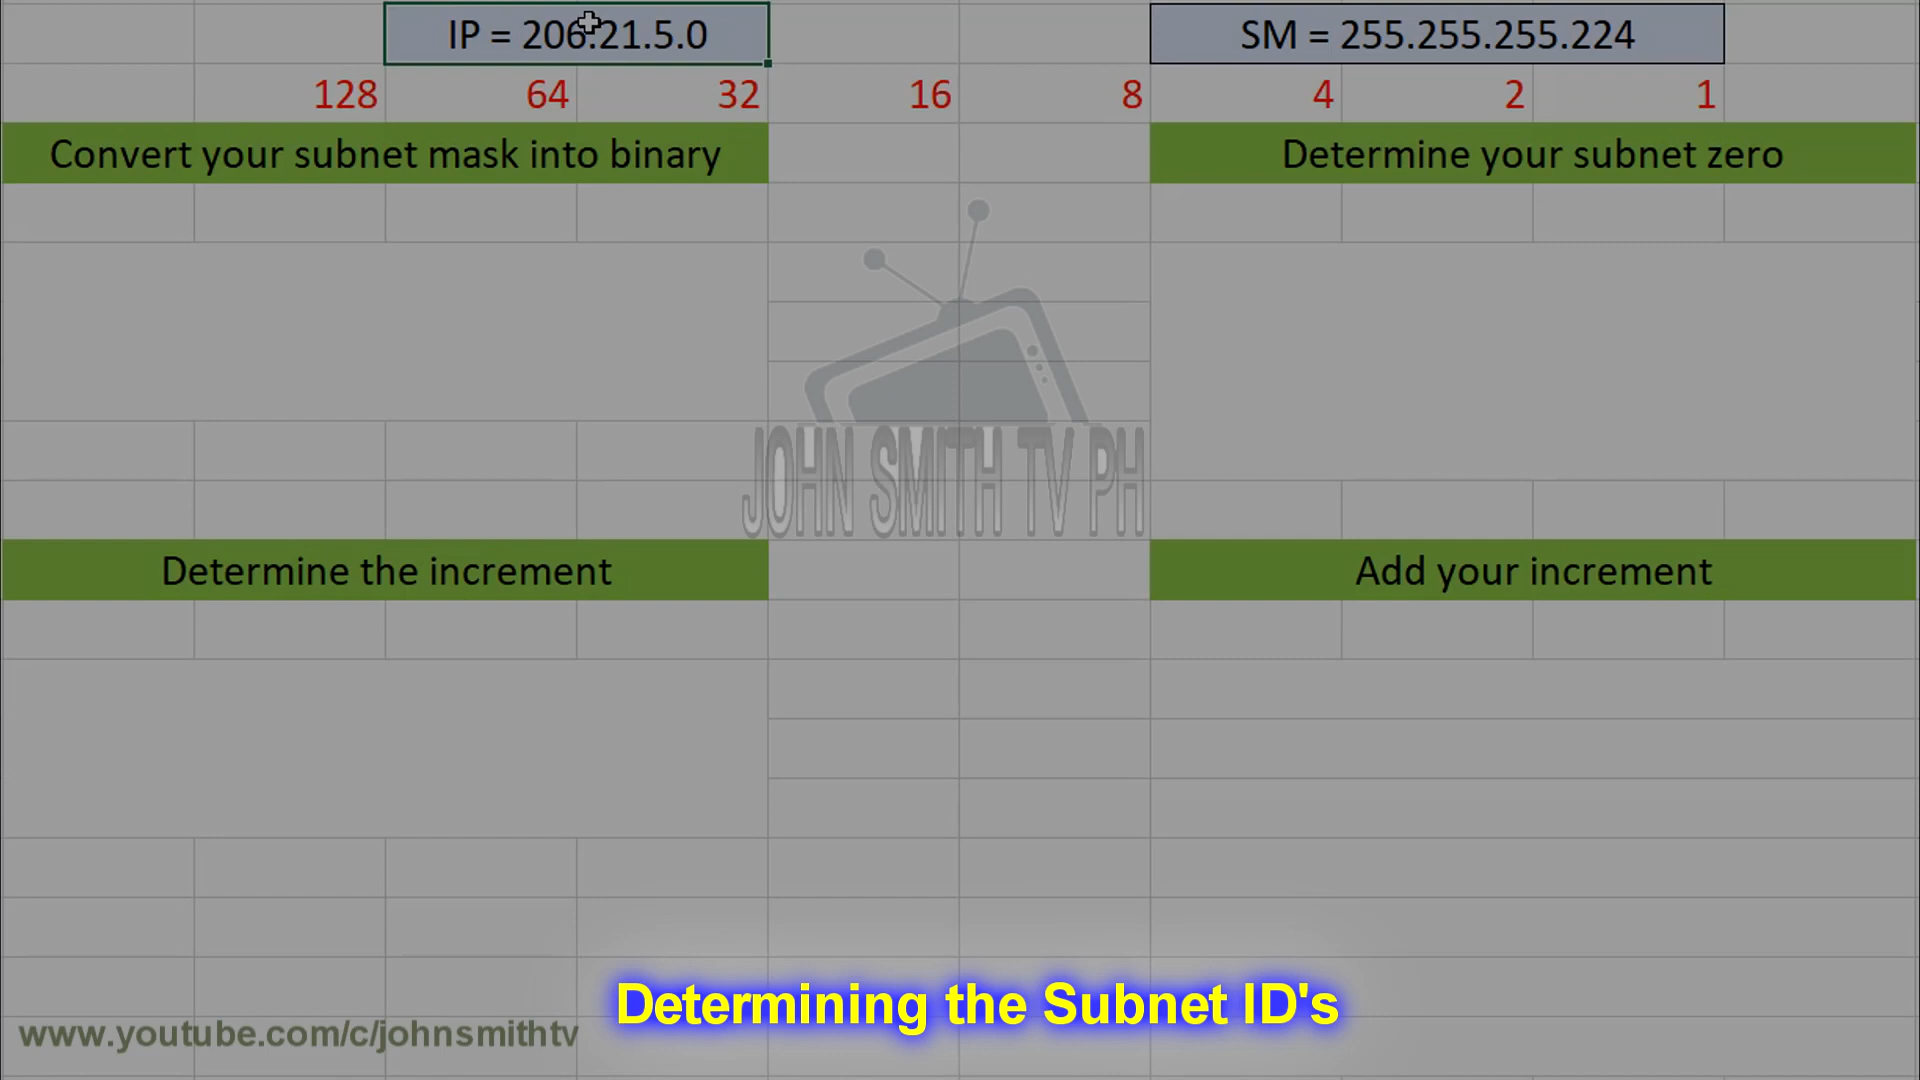 IP = 206.21.5.0
SM = 255.255.255.224
128 64 32 16 8 4 2 1
Convert your subnet mask into binary
Determine your subnet zero
JOHN SMITH TV PH
Determine the increment
Add your increment
Determining the Subnet ID's
www.youtube.com/c/johnsmithtv